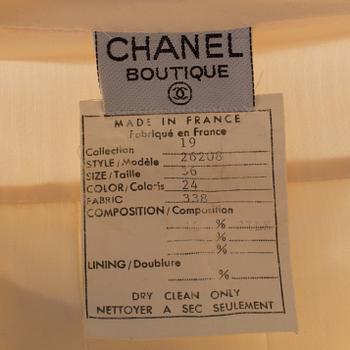 CHANEL
BOUTIQUE
MADE IN FRANCE
Fabriqué en France
Collection 19
STYLE/Modèle 26208
SIZE/Taille 36
COLOR/Coloris 24
FABRIC 338
COMPOSITION/Composition
%
%
%
LINING/Doublure
%
DRY CLEAN ONLY
NETTOYER A SEC SEULEMENT